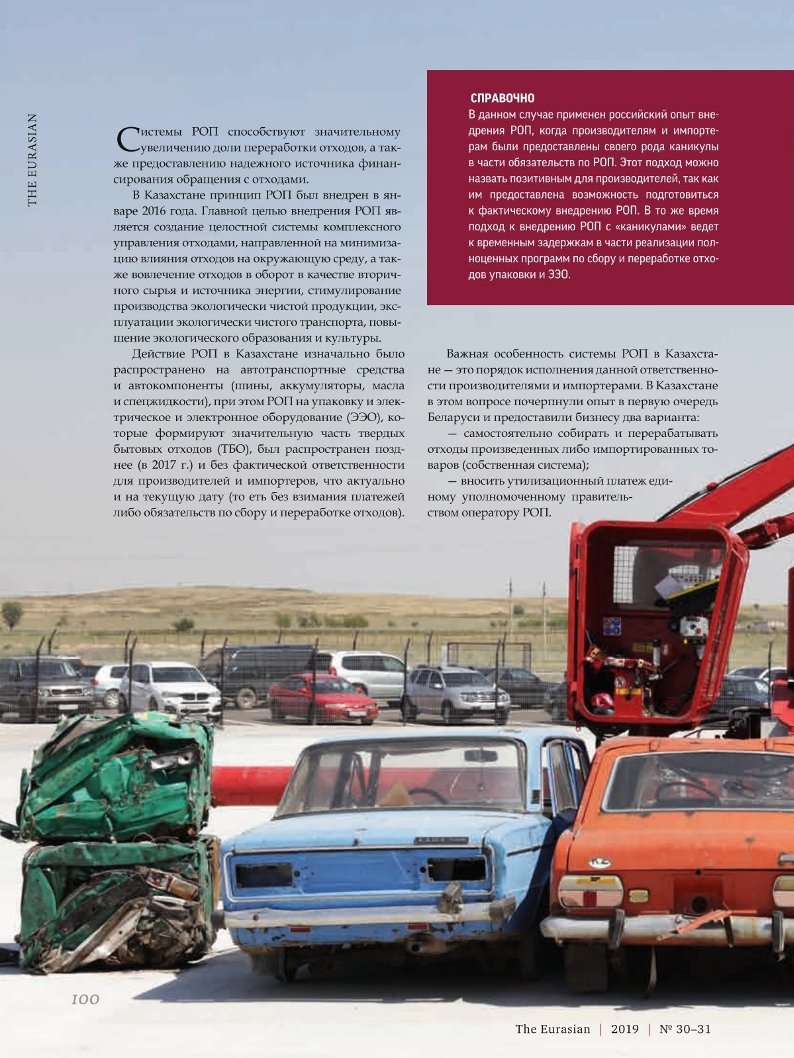 THE EURASIAN
Системы РОП способствуют значительному
увеличению доли переработки отходов, а так-
же предоставлению надежного источника финан-
сирования обращения с отходами.
В Казахстане принцип РОП был внедрен в ян-
варе 2016 года. Главной целью внедрения РОП яв-
ляется создание целостной системы комплексного
управления отходами, направленной на минимиза-
цию влияния отходов на окружающую среду, а так-
же вовлечение отходов в оборот в качестве вторич-
ного сырья и источника энергии, стимулирование
производства экологически чистой продукции, экс-
плуатации экологически чистого транспорта, повы-
шение экологического образования и культуры.
Действие РОП в Казахстане изначально было
распространено на автотранспортные средства
и автокомпоненты (шины, аккумуляторы, масла
и спецжидкости), при этом РОП на упаковку и элек-
трическое и электронное оборудование (ЭЭО), ко-
торые формируют значительную часть твердых
бытовых отходов (ТБО), был распространен позд-
нее (в 2017 г.) и без фактической ответственности
для производителей и импортеров, что актуально
и на текущую дату (то еть без взимания платежей
либо обязательств по сбору и переработке отходов).
СПРАВОЧНО
В данном случае применен российский опыт вне-
дрения РОП, когда производителям и импорте-
рам были предоставлены своего рода каникулы
в части обязательств по РОП. Этот подход можно
назвать позитивным для производителей, так как
им предоставлена возможность подготовиться
к фактическому внедрению РОП. В то же время
подход к внедрению РОП с «каникулами» ведет
к временным задержкам в части реализации пол-
ноценных программ по сбору и переработке отхо-
дов упаковки и ЭЭО.
Важная особенность системы РОП в Казахста-
не — это порядок исполнения данной ответственно-
сти производителями и импортерами. В Казахстане
в этом вопросе почерпнули опыт в первую очередь
Беларуси и предоставили бизнесу два варианта:
— самостоятельно собирать и перерабатывать
отходы произведенных либо импортированных то-
варов (собственная система);
— вносить утилизационный платеж еди-
ному уполномоченному правитель-
ством оператору РОП.
KZ
100
The Eurasian | 2019 | № 30–31